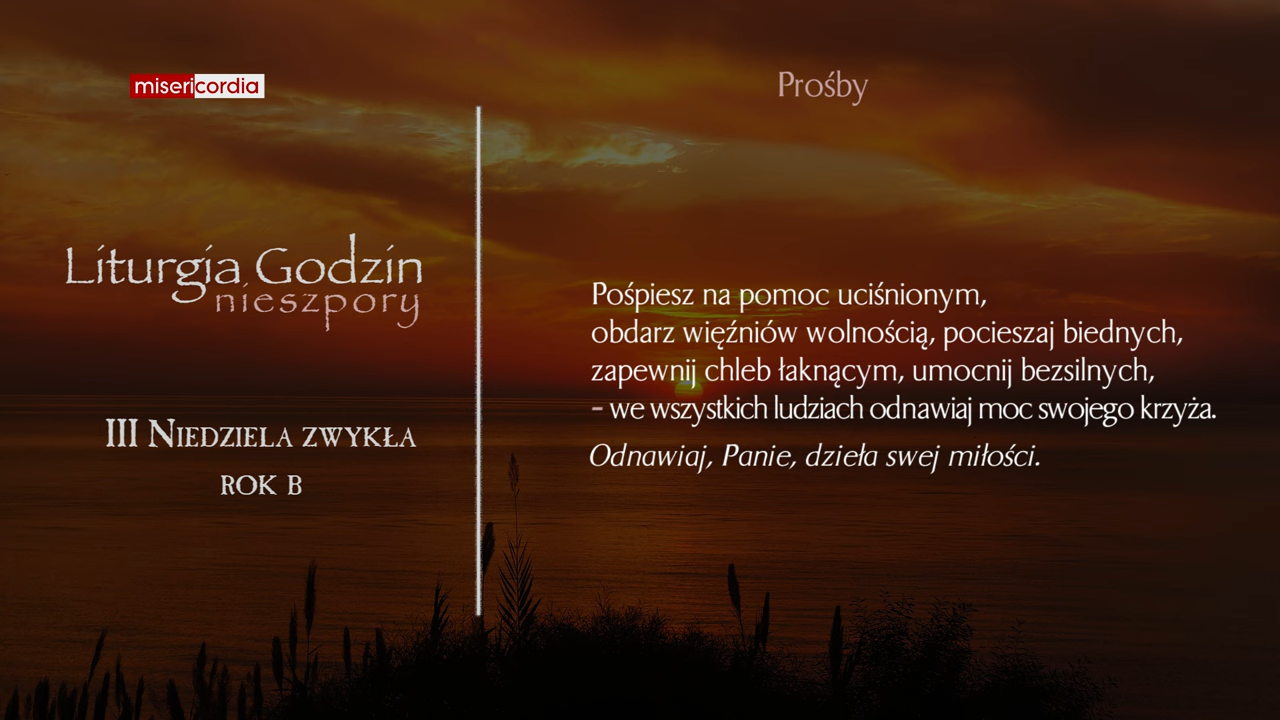 misericordia
Liturgia Godzin
nieszpory
III Niedziela zwykła
rok B
Prośby
Pośpiesz na pomoc uciśnionym,
obdarz więźniów wolnością, pocieszaj biednych,
zapewnij chleb łaknącym, umocnij bezsilnych,
- we wszystkich ludziach odnawiaj moc swojego krzyża.
Odnawiaj, Panie, dzieła swej miłości.